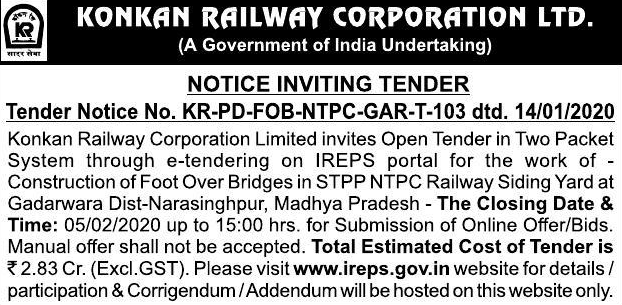 KONKAN RAILWAY CORPORATION LTD.
(A Government of India Undertaking)
कोंकण रेलवे
KR
सादर सेवा
NOTICE INVITING TENDER
Tender Notice No. KR-PD-FOB-NTPC-GAR-T-103 dtd. 14/01/2020
Konkan Railway Corporation Limited invites Open Tender in Two Packet
System through e-tendering on IREPS portal for the work of -
Construction of Foot Over Bridges in STPP NTPC Railway Siding Yard at
Gadarwara Dist-Narasinghpur, Madhya Pradesh - The Closing Date &
Time: 05/02/2020 up to 15:00 hrs. for Submission of Online Offer/Bids.
Manual offer shall not be accepted. Total Estimated Cost of Tender is
₹ 2.83 Cr. (Excl.GST). Please visit www.ireps.gov.in website for details /
participation & Corrigendum / Addendum will be hosted on this website only.